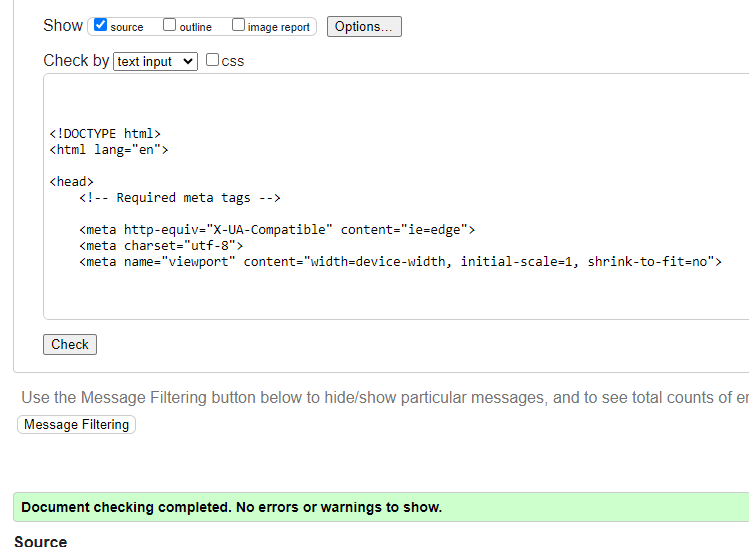 Show source outline image report Options...
Check by text input css
<!DOCTYPE html>
<html lang="en">
<head>
<!-- Required meta tags -->
<meta http-equiv="X-UA-Compatible" content="ie=edge">
<meta charset="utf-8">
<meta name="viewport" content="width=device-width, initial-scale=1, shrink-to-fit=no">
Check
Use the Message Filtering button below to hide/show particular messages, and to see total counts of
Message Filtering
Document checking completed. No errors or warnings to show.
Source